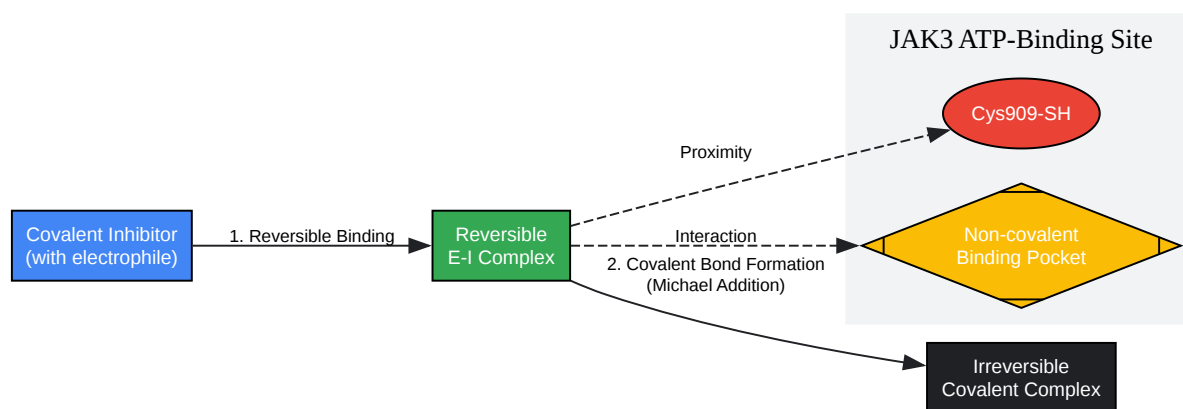 JAK3 ATP-Binding Site
Cys909-SH
Proximity
Covalent Inhibitor
(with electrophile)
1. Reversible Binding
Reversible
E-I Complex
Interaction
2. Covalent Bond Formation
(Michael Addition)
Non-covalent
Binding Pocket
Irreversible
Covalent Complex